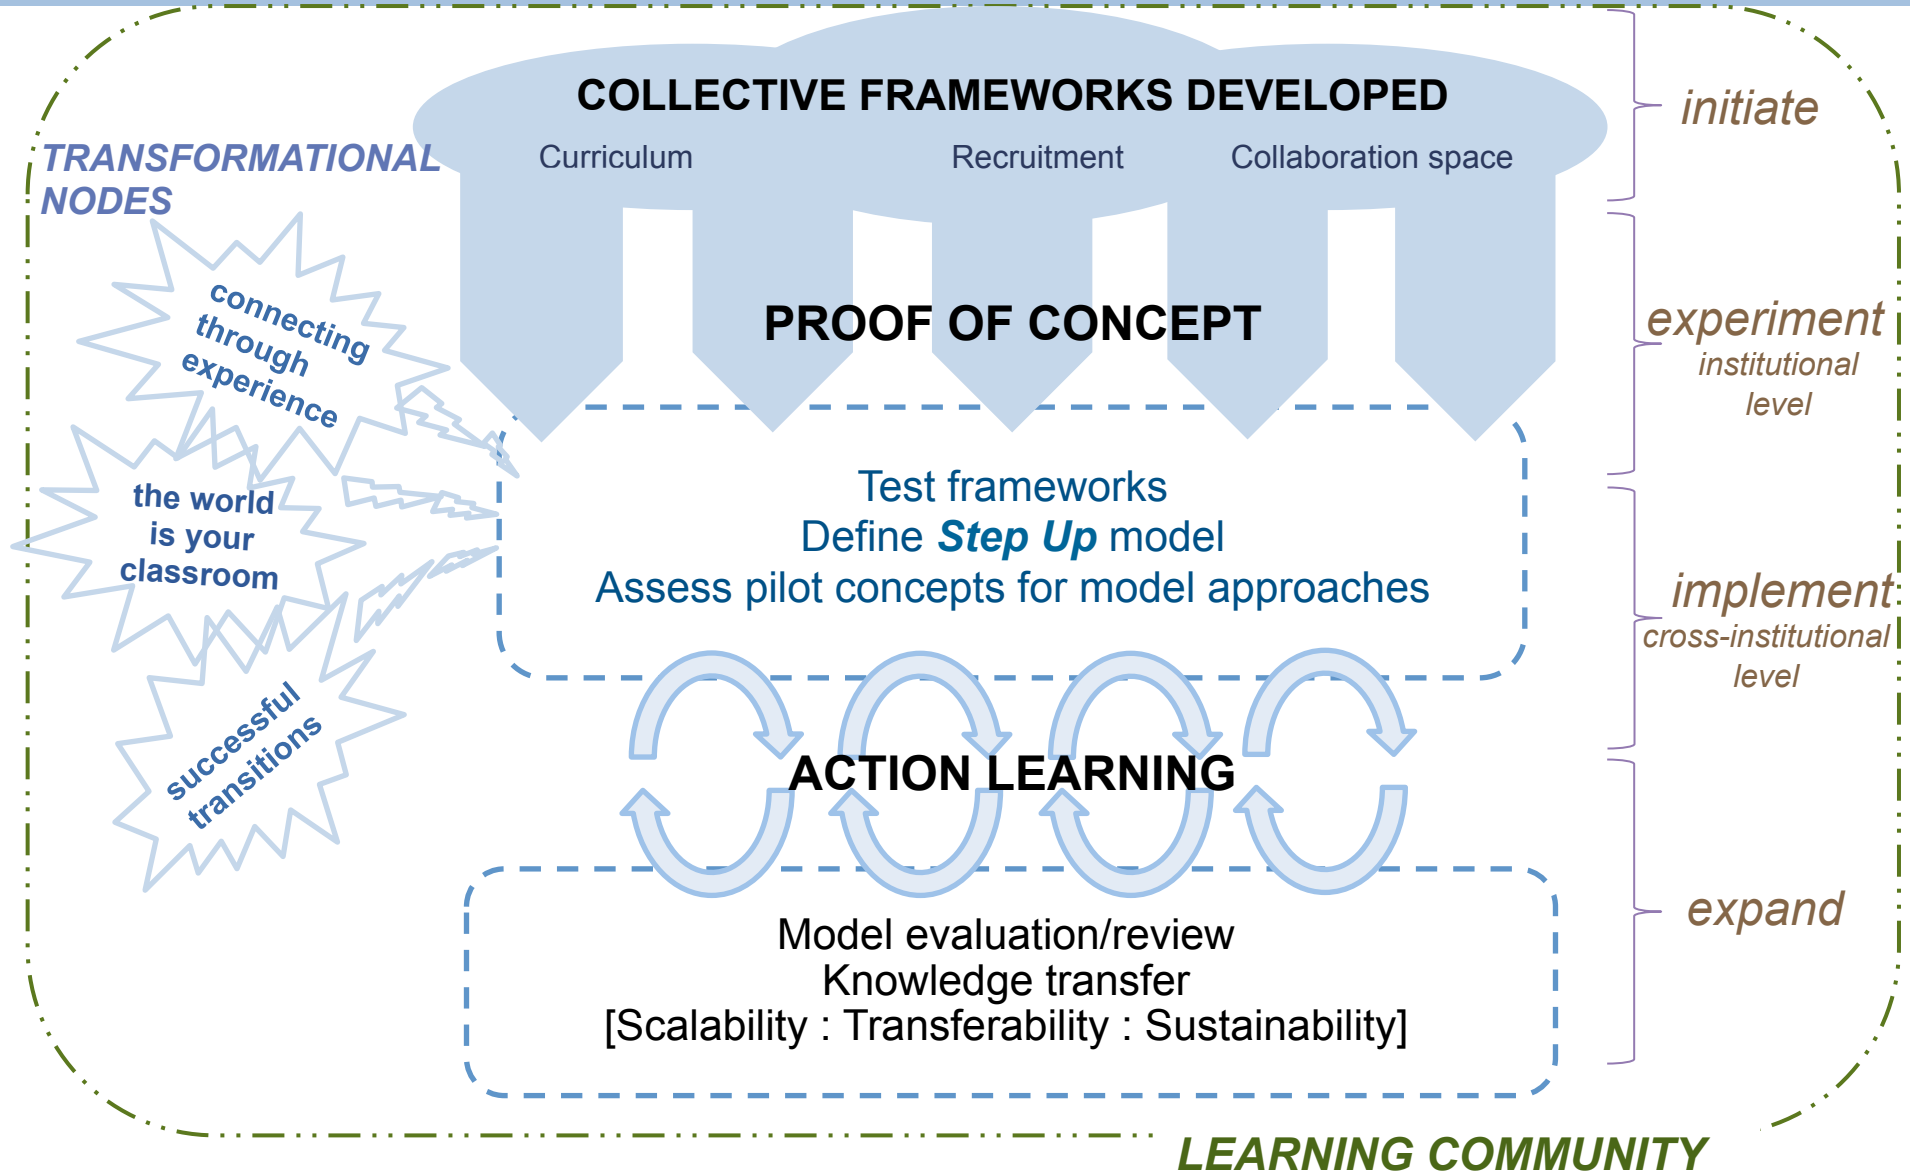 COLLECTIVE FRAMEWORKS DEVELOPED
Curriculum
Recruitment
Collaboration space
initiate
TRANSFORMATIONAL
NODES
connecting
through
experience
the world
is your
classroom
successful
transitions
PROOF OF CONCEPT
experiment
institutional
level
Test frameworks
Define Step Up model
Assess pilot concepts for model approaches
implement
cross-institutional
level
ACTION LEARNING
Model evaluation/review
Knowledge transfer
[Scalability : Transferability : Sustainability]
expand
LEARNING COMMUNITY